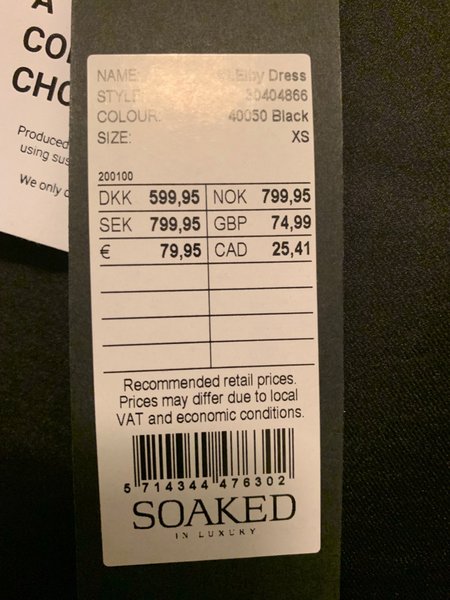 A
CO
CHO
Produced
using sus
We only
NAME: Elby Dress
STYLE 30404866
COLOUR: 40050 Black
SIZE: XS
200100
DKK 599,95 NOK 799,95
SEK 799,95 GBP 74,99
€ 79,95 CAD 25,41
Recommended retail prices.
Prices may differ due to local
VAT and economic conditions.
5 714344 476302
SOAKED
IN LUXURY